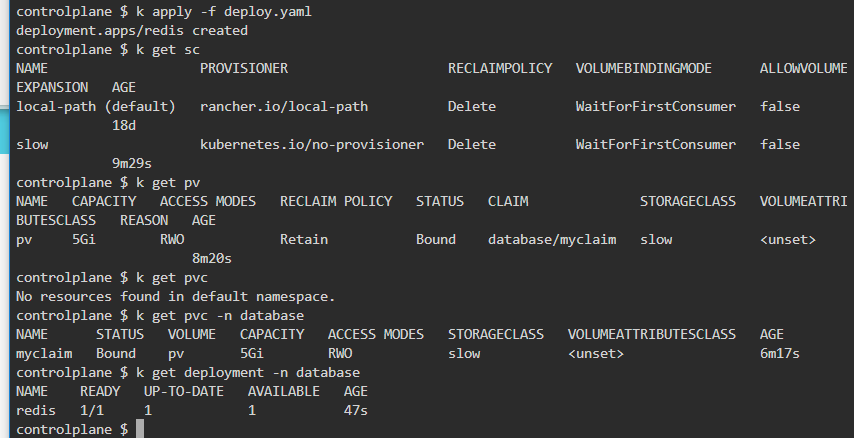 controlplane $ k apply -f deploy.yaml
deployment.apps/redis created
controlplane $ k get sc
NAME                   PROVISIONER                    RECLAIMPOLICY   VOLUMEBINDINGMODE      ALLOWVOLUME
EXPANSION   AGE
local-path (default)   rancher.io/local-path          Delete          WaitForFirstConsumer   false
            18d
slow                   kubernetes.io/no-provisioner   Delete          WaitForFirstConsumer   false
            9m29s
controlplane $ k get pv
NAME   CAPACITY   ACCESS MODES   RECLAIM POLICY   STATUS   CLAIM              STORAGECLASS   VOLUMEATTRI
BUTESCLASS   REASON   AGE
pv     5Gi        RWO            Retain           Bound    database/myclaim   slow           <unset>
                      8m20s
controlplane $ k get pvc
No resources found in default namespace.
controlplane $ k get pvc -n database
NAME      STATUS   VOLUME   CAPACITY   ACCESS MODES   STORAGECLASS   VOLUMEATTRIBUTESCLASS   AGE
myclaim   Bound    pv       5Gi        RWO            slow           <unset>                 6m17s
controlplane $ k get deployment -n database
NAME    READY   UP-TO-DATE   AVAILABLE   AGE
redis   1/1     1            1           47s
controlplane $